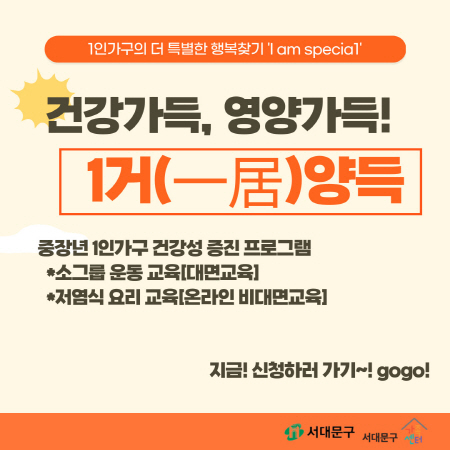 1인가구의 더 특별한 행복찾기 'I am specia1'
건강가득, 영양가득!
1거(一居)양득
중장년 1인가구 건강성 증진 프로그램
*소그룹 운동 교육[대면교육]
*저염식 요리 교육[온라인 비대면교육]
지금! 신청하러 가기~! gogo!
서대문구 서대문구